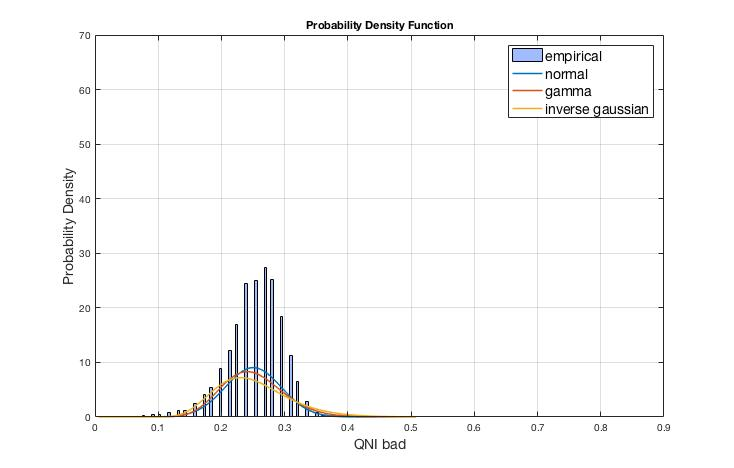 Probability Density Function
70
60
50
40
30
20
10
0
Probability Density
empirical
normal
gamma
inverse gaussian
0 0.1 0.2 0.3 0.4 0.5 0.6 0.7 0.8 0.9
QNI bad